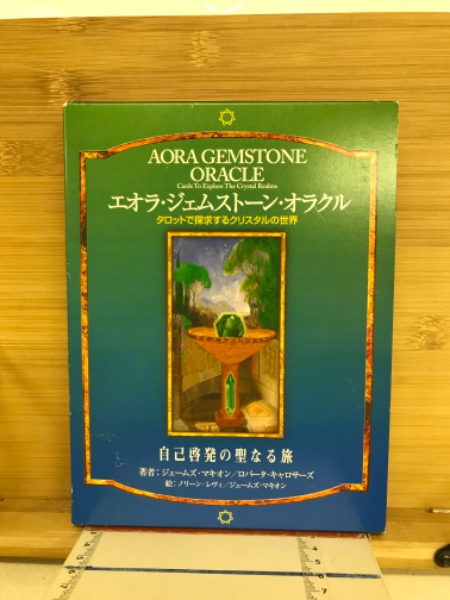 AORA GEMSTONE
ORACLE
Cards To Explore The Crystal Realms
エオラ・ジェムストーン・オラクル
タロットで探求するクリスタルの世界
自己啓発の聖なる旅
著者：ジェームズ・マキオン／ロバータ・キャロサーズ
絵：ノリーン・レヴィ／ジェームズ・マキオン
4
5
6
7